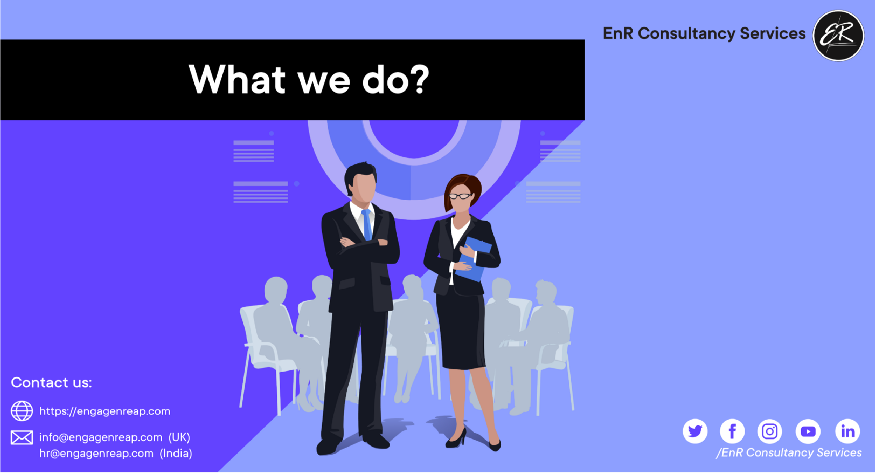 EnR Consultancy Services
ER
What we do?
Contact us:
https://engagenreap.com
info@engagenreap.com (UK)
hr@engagenreap.com (India)
/EnR Consultancy Services